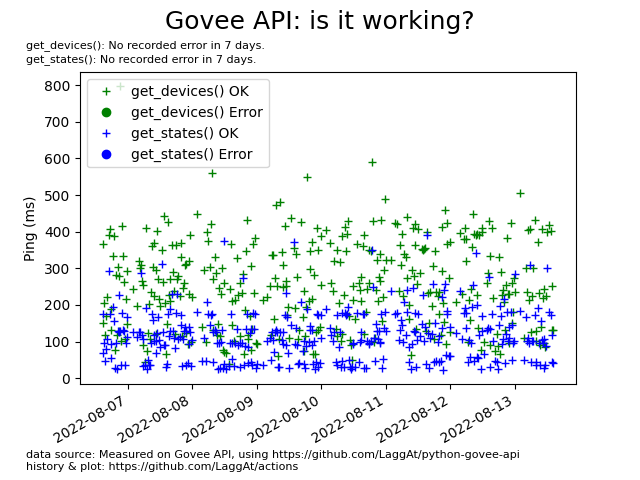 Govee API: is it working?
get_devices(): No recorded error in 7 days.
get_states(): No recorded error in 7 days.
get_devices() OK
get_devices() Error
get_states() OK
get_states() Error
Ping (ms)
800
700
600
500
400
300
200
100
0
2022-08-07
2022-08-08
2022-08-09
2022-08-10
2022-08-11
2022-08-12
2022-08-13
data source: Measured on Govee API, using https://github.com/LaggAt/python-govee-api
history & plot: https://github.com/LaggAt/actions